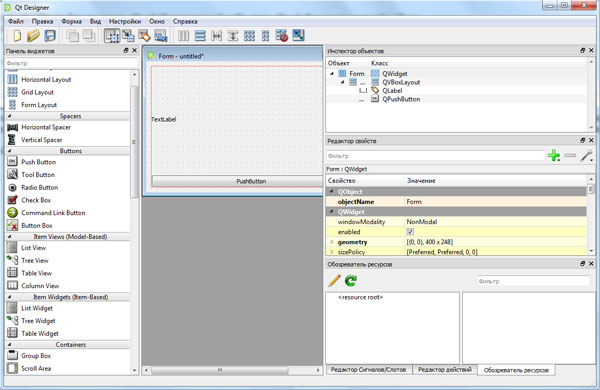 Qt Designer
Файл Правка Форма Вид Настройки Окно Справка
Панель виджетов
Фильтр
Horizontal Layout
Grid Layout
Form Layout
Spacers
Horizontal Spacer
Vertical Spacer
Buttons
Push Button
Tool Button
Radio Button
Check Box
Command Link Button
Button Box
Item Views (Model-Based)
List View
Tree View
Table View
Column View
Item Widgets (Item-Based)
List Widget
Tree Widget
Table Widget
Containers
Group Box
Scroll Area
Form - untitled*
TextLabel
PushButton
Инспектор объектов
Объект Класс
Form QWidget
... QVBoxLayout
l...l QLabel
... QPushButton
Редактор свойств
Фильтр
Form : QWidget
Свойство Значение
QObject
objectName Form
QWidget
windowModality NonModal
enabled
geometry [(0, 0), 400 x 248]
sizePolicy [Preferred, Preferred, 0, 0]
Обозреватель ресурсов
Фильтр
<resource root>
Редактор Сигналов/Слотов Редактор действий Обозреватель ресурсов